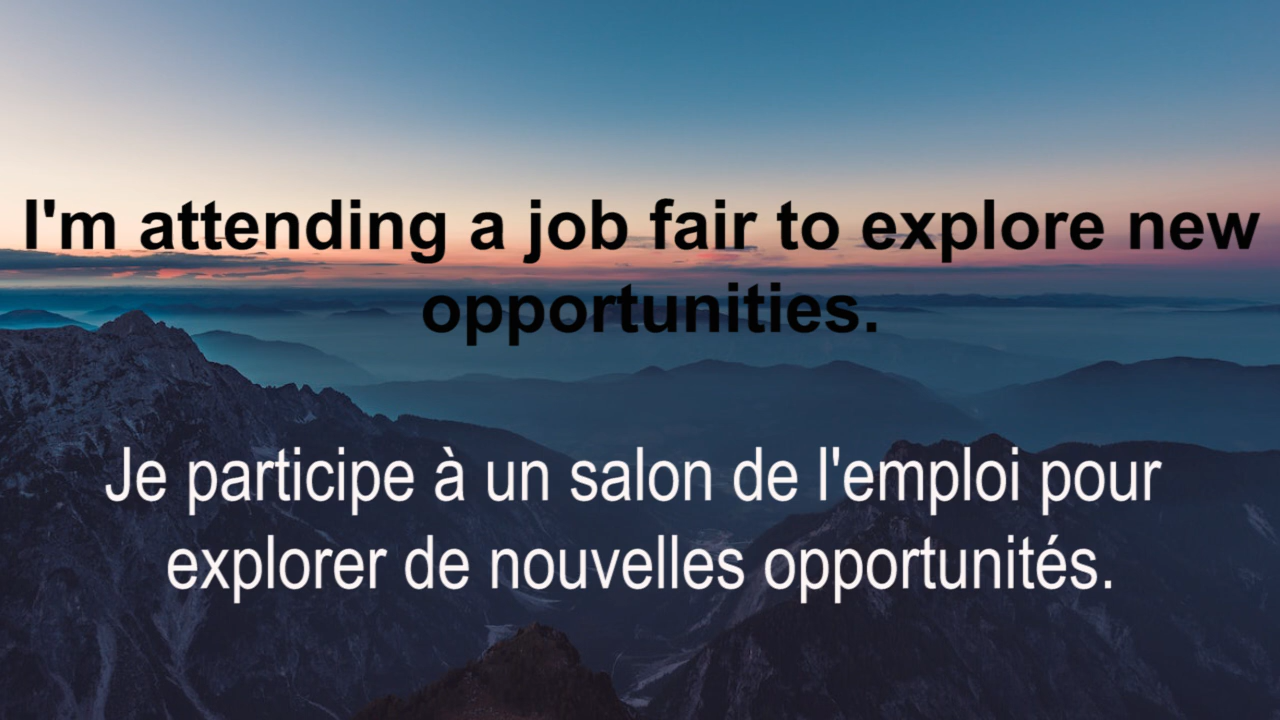 I'm attending a job fair to explore new
opportunities.
Je participe à un salon de l'emploi pour
explorer de nouvelles opportunités.